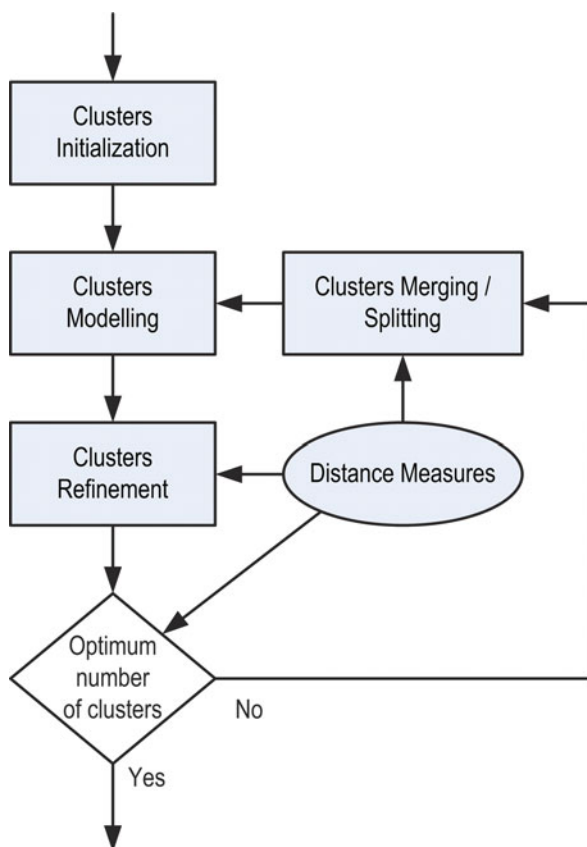 Clusters
Initialization
Clusters
Modelling
Clusters Merging /
Splitting
Clusters
Refinement
Distance Measures
Optimum
number
of clusters
No
Yes